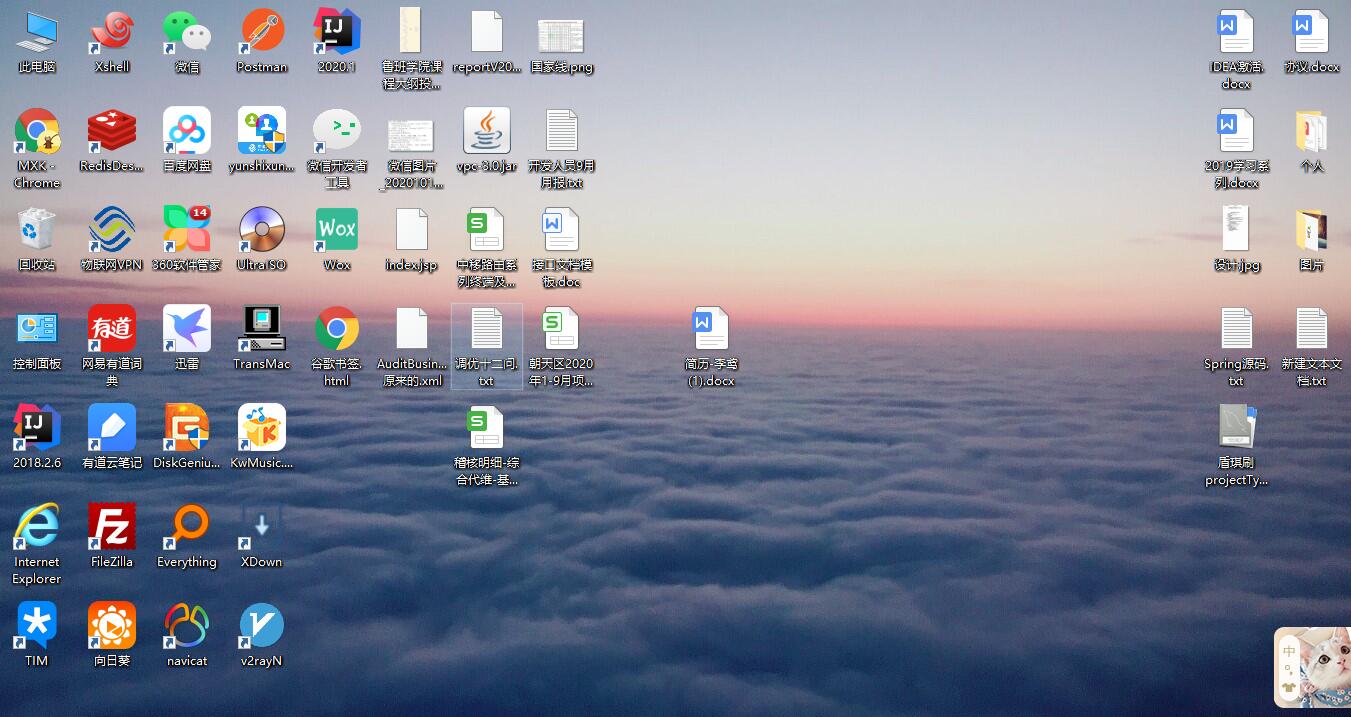 此电脑
Xshell
微信
Postman
IJ
2020.1
鲁班学院课
程大纲投...
reportV20...
国家线.png
W
IDEA激活.
docx
W
协议.docx
MXK -
Chrome
RedisDes...
百度网盘
yunshixun...
微信开发者
工具
微信图片
_2020101...
vpc-3.0.jar
开发人员9月
月报.txt
W
2019学习系
列.docx
个人
回收站
物联网VPN
14
360软件管家
UltraISO
Wox
Wox
index.jsp
S
中移路由系
列终端及...
W
接口文档模
板.doc
设计.jpg
图片
控制面板
有道
网易有道词
典
迅雷
TransMac
谷歌书签.
html
AuditBusin...
原来的.xml
调优十二问.
txt
S
朝天区2020
年1-9月项...
W
简历-李鸢
(1).docx
Spring源码.
txt
新建文本文
档.txt
IJ
2018.2.6
有道云笔记
DiskGeniu...
K
KwMusic....
S
稽核明细-综
合代维-基...
盾琪刷
projectTy...
Internet
Explorer
Fz
FileZilla
Everything
XDown
TIM
向日葵
navicat
V
v2rayN
中